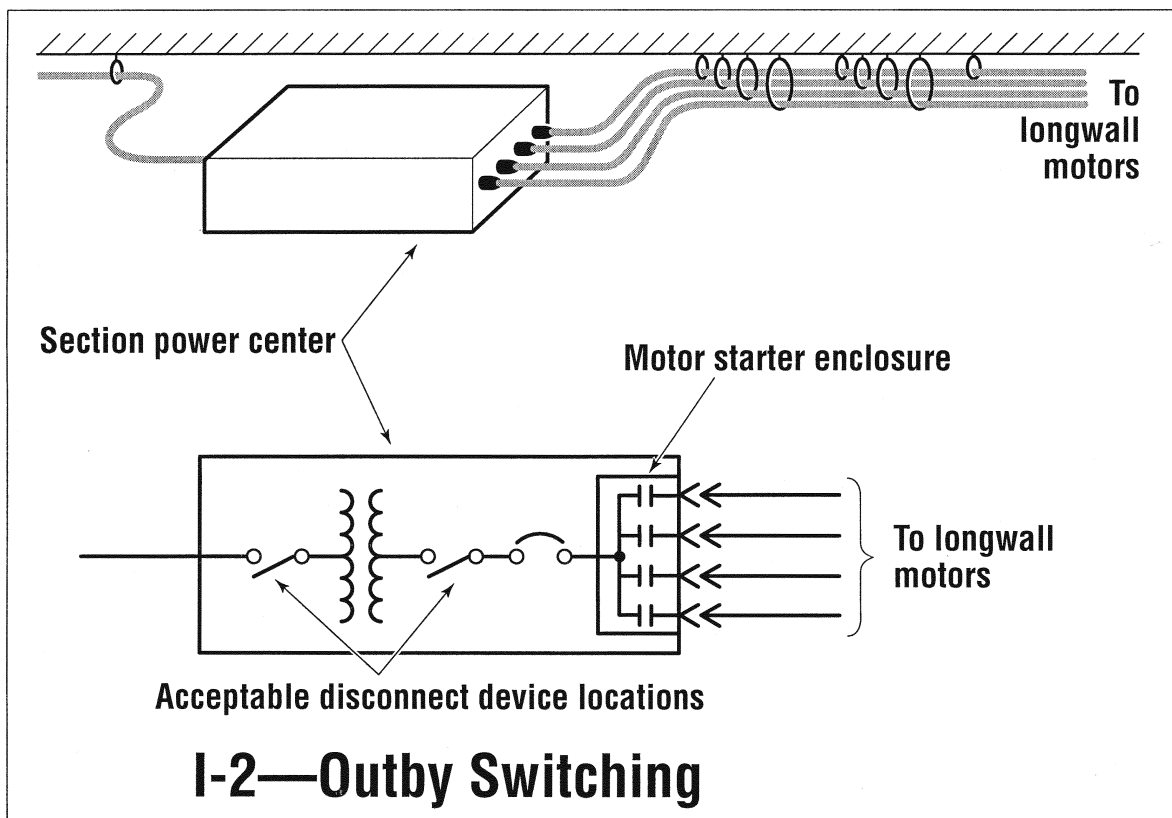 To
longwall
motors
Section power center
Motor starter enclosure
To longwall
motors
Acceptable disconnect device locations
I-2—Outby Switching